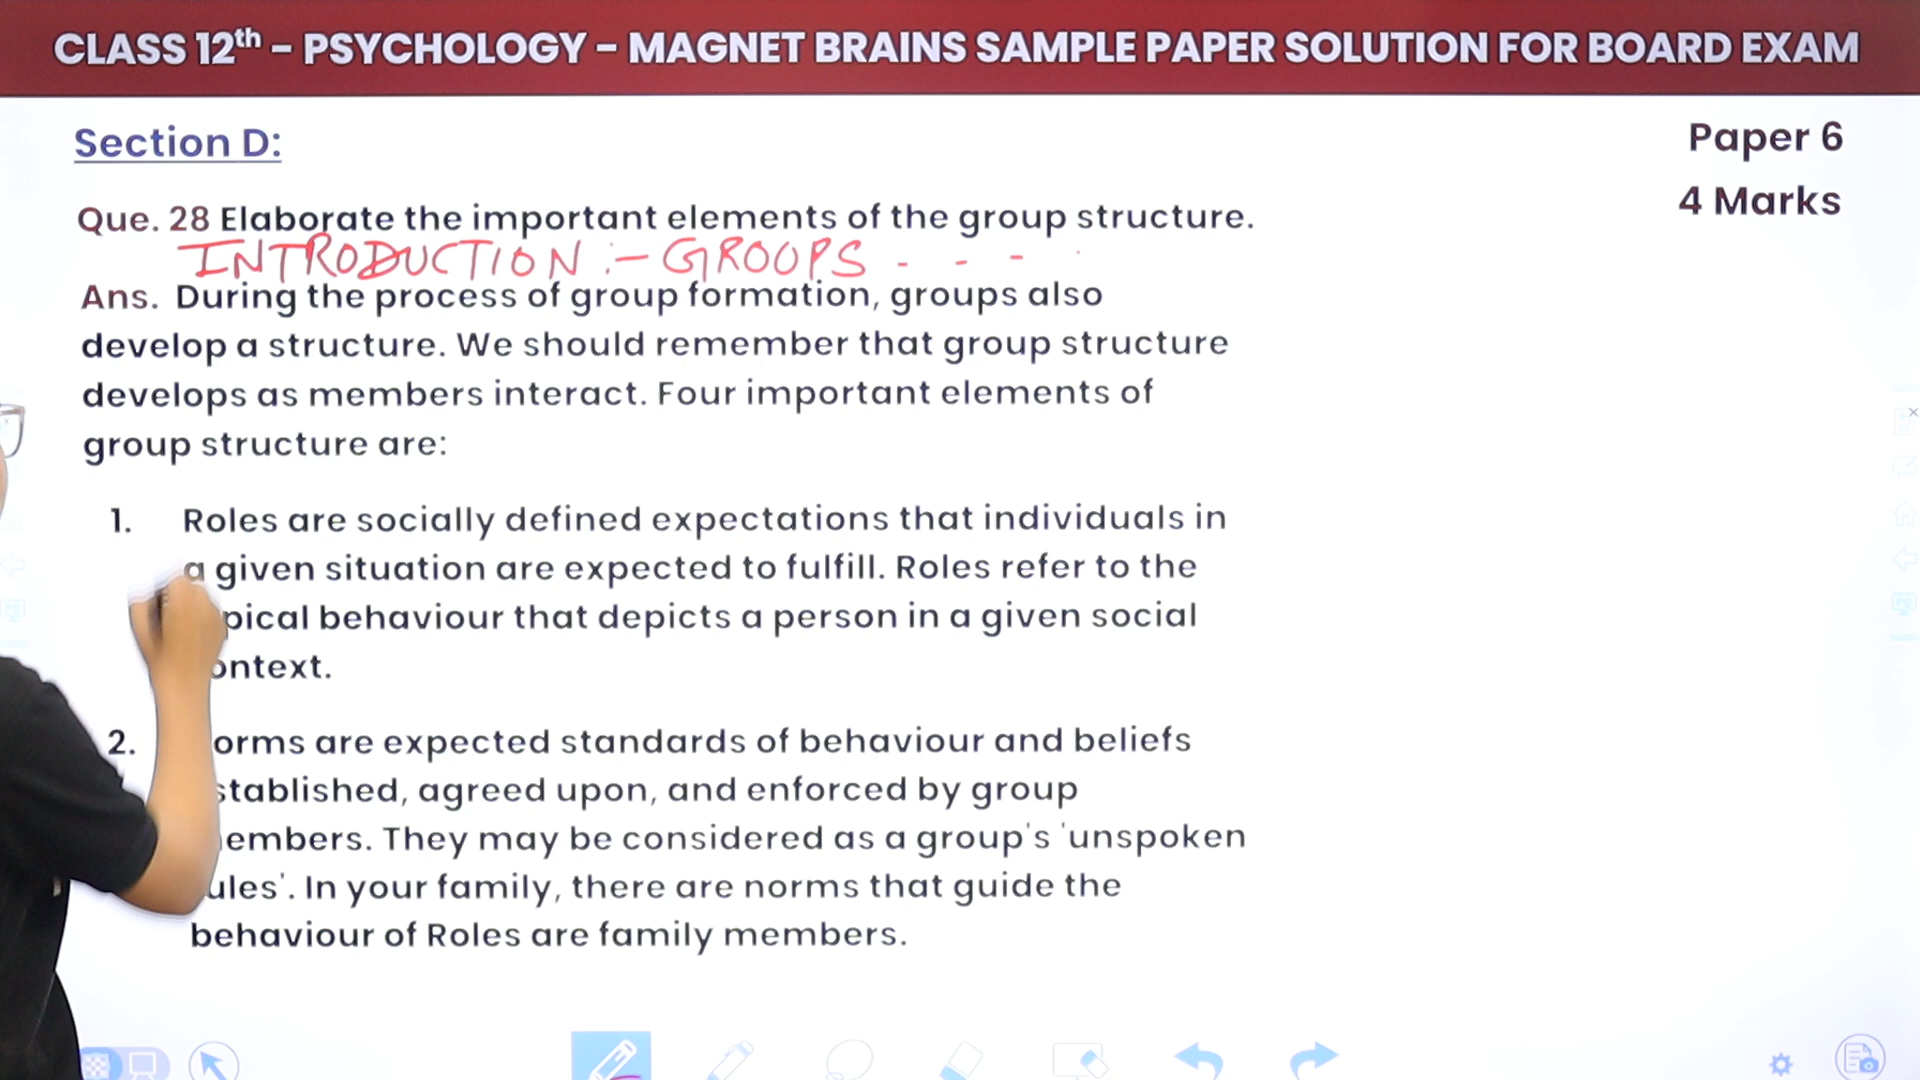 CLASS 12th – PSYCHOLOGY – MAGNET BRAINS SAMPLE PAPER SOLUTION FOR BOARD EXAM
Section D:
Paper 6
4 Marks
Que. 28 Elaborate the important elements of the group structure.
INTRODUCTION :- GROUPS - - -
Ans. During the process of group formation, groups also
develop a structure. We should remember that group structure
develops as members interact. Four important elements of
group structure are:
1. Roles are socially defined expectations that individuals in
a given situation are expected to fulfill. Roles refer to the
pical behaviour that depicts a person in a given social
ontext.
2. orms are expected standards of behaviour and beliefs
stablished, agreed upon, and enforced by group
embers. They may be considered as a group's 'unspoken
ules'. In your family, there are norms that guide the
behaviour of Roles are family members.